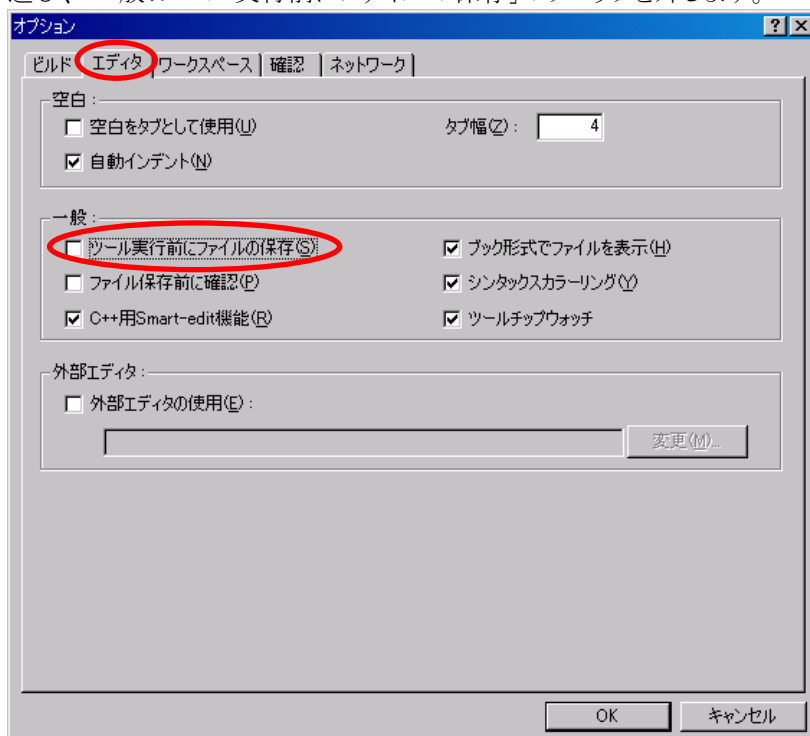 オプション
ビルド エディタ ワークスペース 確認 ネットワーク
空白:
空白をタブとして使用(U) タブ幅(Z): 4
自動インデント(N)
一般:
ツール実行前にファイルの保存(S) ブック形式でファイルを表示(H)
ファイル保存前に確認(P) シンタックスカラーリング(Y)
C++用Smart-edit機能(R) ツールチップウォッチ
外部エディタ:
外部エディタの使用(E):
変更(M)...
OK キャンセル